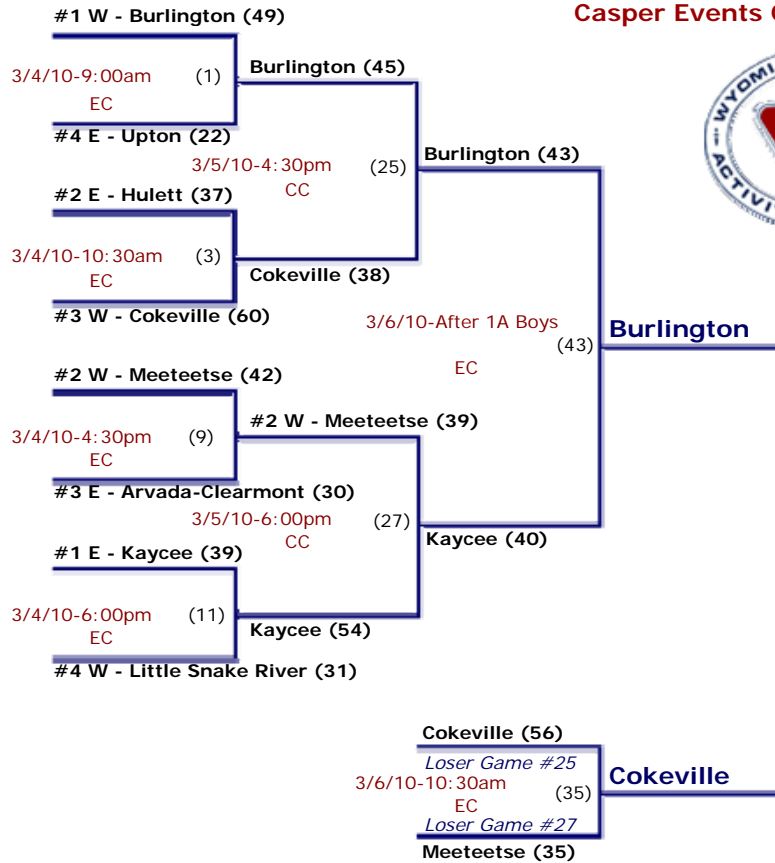 #1 W - Burlington (49)
Casper Events
3/4/10-9:00am (1)
EC
Burlington (45)
#4 E - Upton (22)
3/5/10-4:30pm (25)
CC
Burlington (43)
#2 E - Hulett (37)
3/4/10-10:30am (3)
EC
Cokeville (38)
#3 W - Cokeville (60)
3/6/10-After 1A Boys
(43)
EC
Burlington
#2 W - Meeteetse (42)
3/4/10-4:30pm (9)
EC
#2 W - Meeteetse (39)
#3 E - Arvada-Clearmont (30)
3/5/10-6:00pm (27)
CC
Kaycee (40)
#1 E - Kaycee (39)
3/4/10-6:00pm (11)
EC
Kaycee (54)
#4 W - Little Snake River (31)
Cokeville (56)
Loser Game #25
3/6/10-10:30am (35)
EC
Cokeville
Loser Game #27
Meeteetse (35)